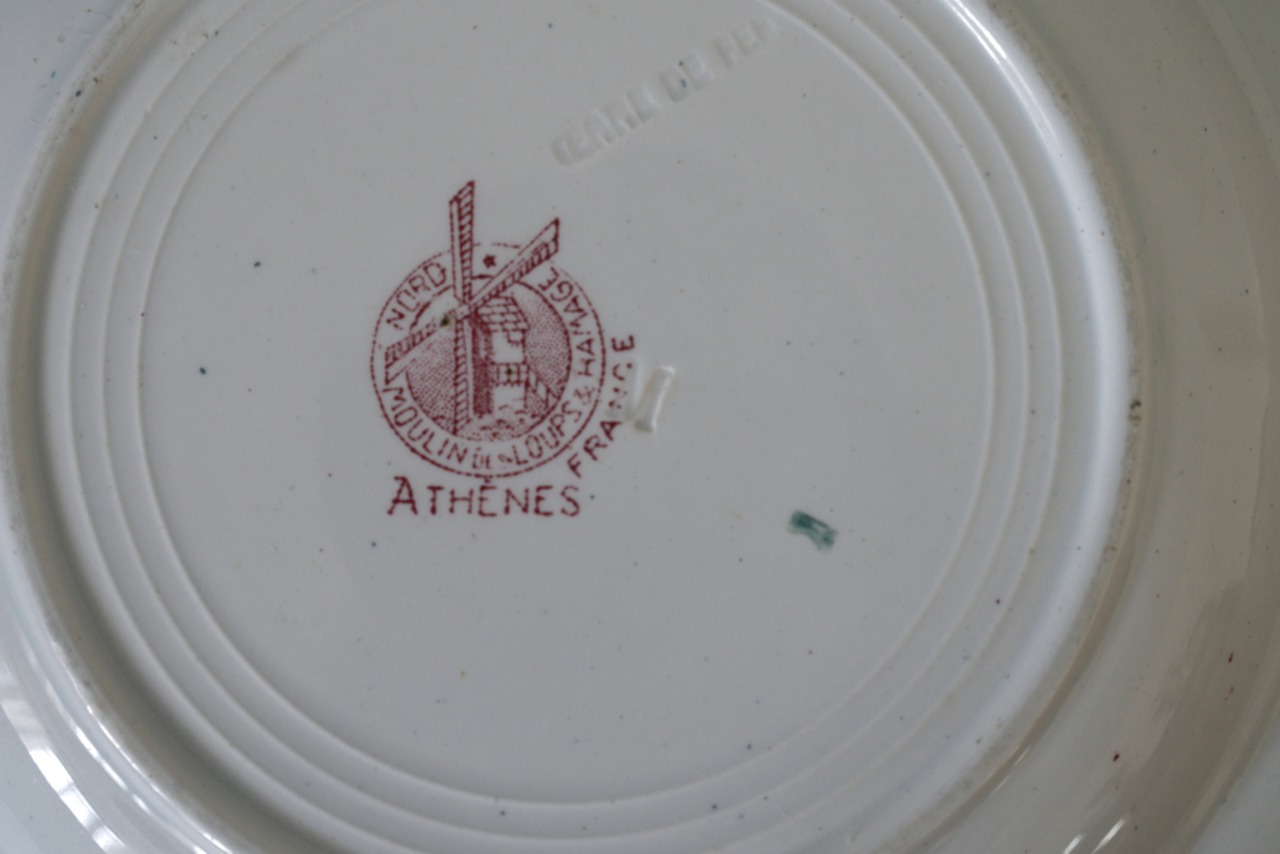 TERRE DE FER
NORD
MOULIN DES LOUPS & HAMAGE
FRANCE
ATHÈNES